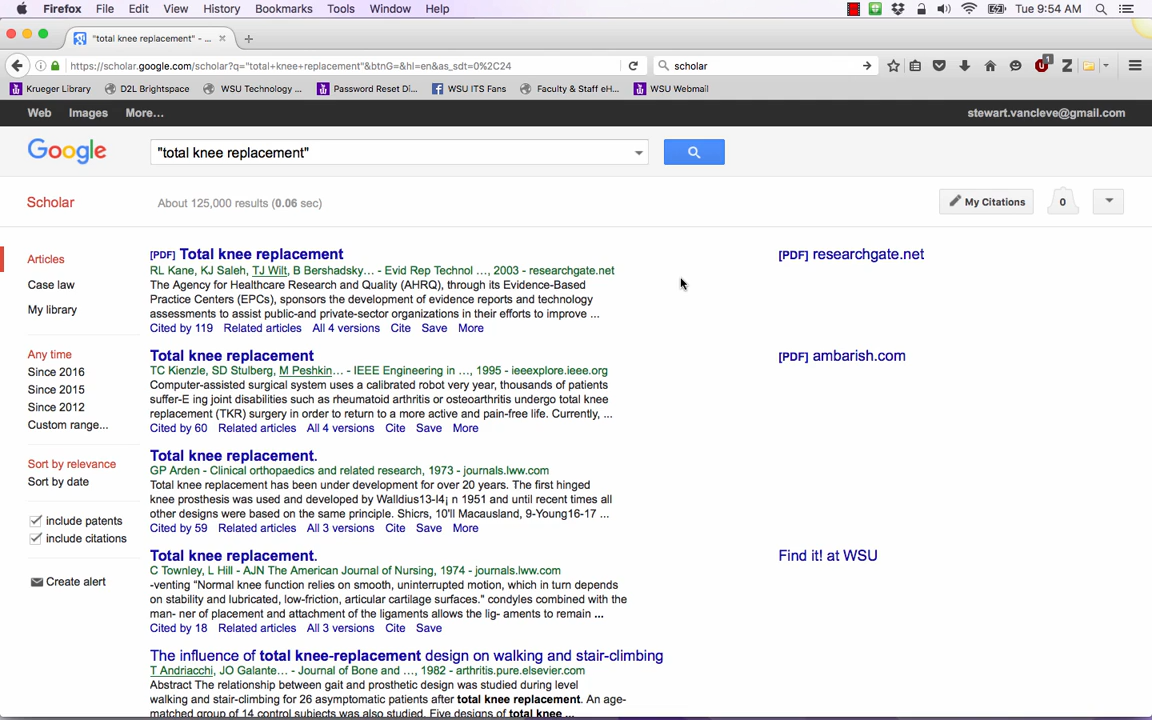 Firefox File Edit View History Bookmarks Tools Window Help Tue 9:54 AM
"total knee replacement" - ...
https://scholar.google.com/scholar?q="total+knee+replacement"&btnG=&hl=en&as_sdt=0%2C24 scholar 1
Krueger Library D2L Brightspace WSU Technology ... Password Reset Di... WSU ITS Fans Faculty & Staff eH... WSU Webmail
Web Images More... stewart.vancleve@gmail.com
Google "total knee replacement"
Scholar About 125,000 results (0.06 sec) My Citations 0
Articles
Case law
My library
Any time
Since 2016
Since 2015
Since 2012
Custom range...
Sort by relevance
Sort by date
include patents
include citations
Create alert
[PDF] Total knee replacement
RL Kane, KJ Saleh, TJ Wilt, B Bershadsky... - Evid Rep Technol ..., 2003 - researchgate.net
The Agency for Healthcare Research and Quality (AHRQ), through its Evidence-Based
Practice Centers (EPCs), sponsors the development of evidence reports and technology
assessments to assist public-and private-sector organizations in their efforts to improve ...
Cited by 119 Related articles All 4 versions Cite Save More
[PDF] researchgate.net
Total knee replacement
TC Kienzle, SD Stulberg, M Peshkin... - IEEE Engineering in ..., 1995 - ieeexplore.ieee.org
Computer-assisted surgical system uses a calibrated robot very year, thousands of patients
suffer-E ing joint disabilities such as rheumatoid arthritis or osteoarthritis undergo total knee
replacement (TKR) surgery in order to return to a more active and pain-free life. Currently, ...
Cited by 60 Related articles All 4 versions Cite Save More
[PDF] ambarish.com
Total knee replacement.
GP Arden - Clinical orthopaedics and related research, 1973 - journals.lww.com
Total knee replacement has been under development for over 20 years. The first hinged
knee prosthesis was used and developed by Walldius13-I4¡ n 1951 and until recent times all
other designs were based on the same principle. Shicrs, 10'll Macausland, 9-Young16-17 ...
Cited by 59 Related articles All 3 versions Cite Save More
Total knee replacement.
C Townley, L Hill - AJN The American Journal of Nursing, 1974 - journals.lww.com
-venting "Normal knee function relies on smooth, uninterrupted motion, which in turn depends
on stability and lubricated, low-friction, articular cartilage surfaces." condyles combined with the
man- ner of placement and attachment of the ligaments allows the lig- aments to remain ...
Cited by 18 Related articles All 3 versions Cite Save
Find it! at WSU
The influence of total knee-replacement design on walking and stair-climbing
T Andriacchi, JO Galante... - Journal of Bone and ..., 1982 - arthritis.pure.elsevier.com
Abstract The relationship between gait and prosthetic design was studied during level
walking and stair-climbing for 26 asymptomatic patients after total knee replacement. An age-
matched group of 14 control subjects was also studied. Five designs of total knee ...